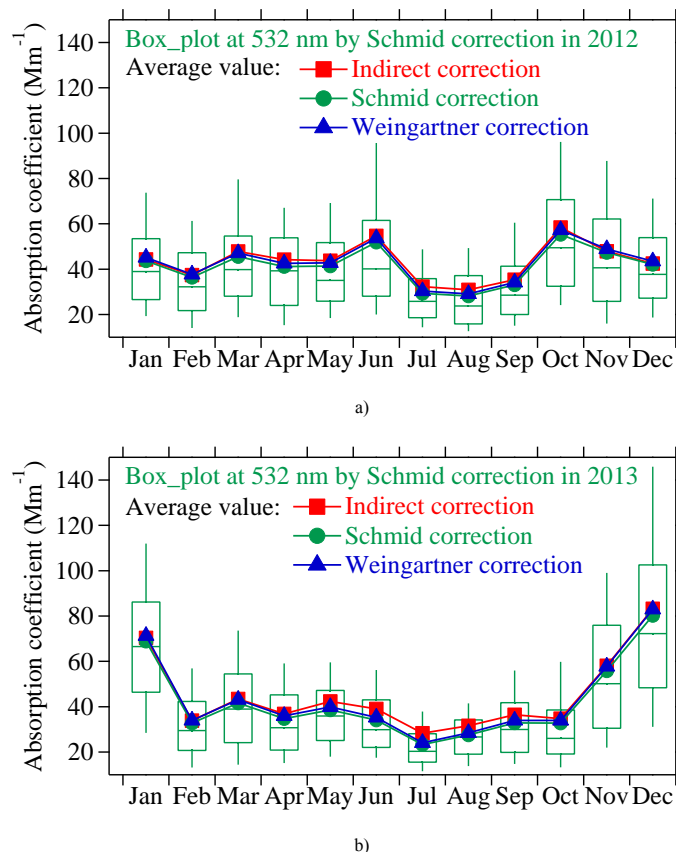 140
120
100
80
60
40
20
Absorption coefficient (Mm-1)
Box_plot at 532 nm by Schmid correction in 2012
Average value:
Indirect correction
Schmid correction
Weingartner correction
Jan Feb Mar Apr May Jun Jul Aug Sep Oct Nov Dec
a)
140
120
100
80
60
40
20
Absorption coefficient (Mm-1)
Box_plot at 532 nm by Schmid correction in 2013
Average value:
Indirect correction
Schmid correction
Weingartner correction
Jan Feb Mar Apr May Jun Jul Aug Sep Oct Nov Dec
b)